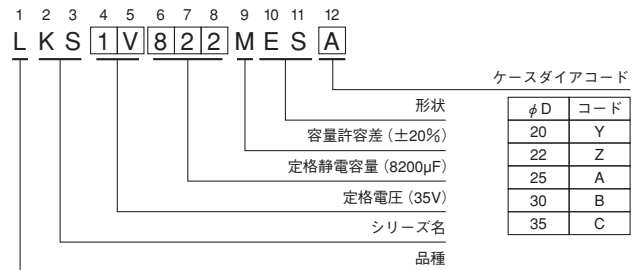 1 2 3 4 5 6 7 8 9 10 11 12
L K S 1 V 8 2 2 M E S A
ケースダイアコード
形状
容量許容差（±20％）
定格静電容量（8200µF）
定格電圧（35V）
シリーズ名
品種
φD コード
20 Y
22 Z
25 A
30 B
35 C